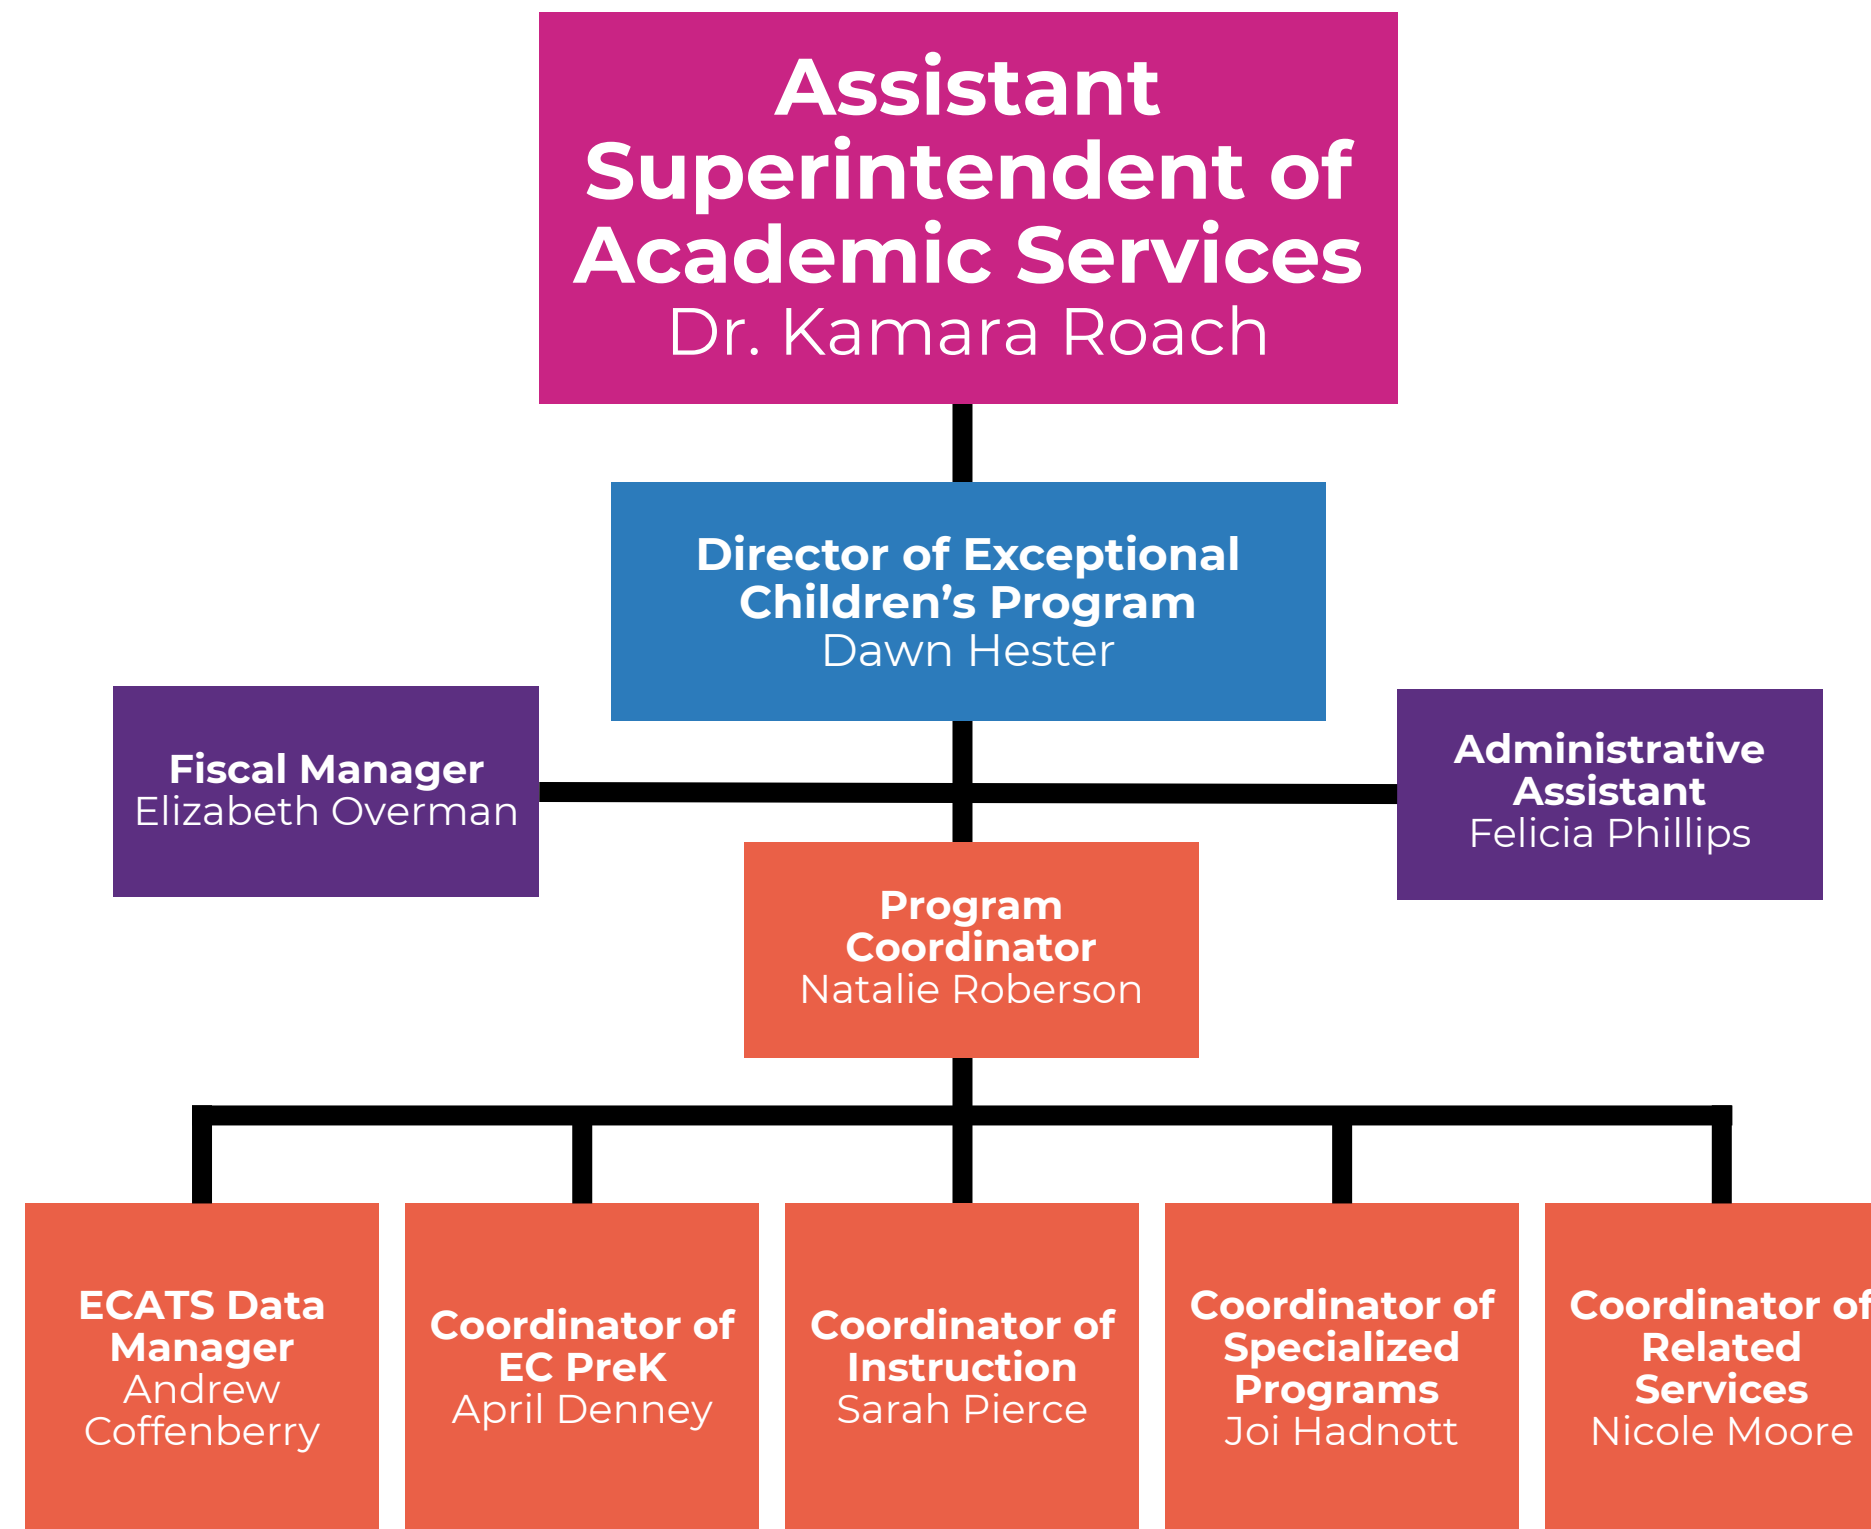 Assistant
Superintendent of
Academic Services
Dr. Kamara Roach
Director of Exceptional
Children’s Program
Dawn Hester
Fiscal Manager
Elizabeth Overman
Administrative
Assistant
Felicia Phillips
Program
Coordinator
Natalie Roberson
ECATS Data
Manager
Andrew
Coffenberry
Coordinator of
EC PreK
April Denney
Coordinator of
Instruction
Sarah Pierce
Coordinator of
Specialized
Programs
Joi Hadnott
Coordinator of
Related
Services
Nicole Moore